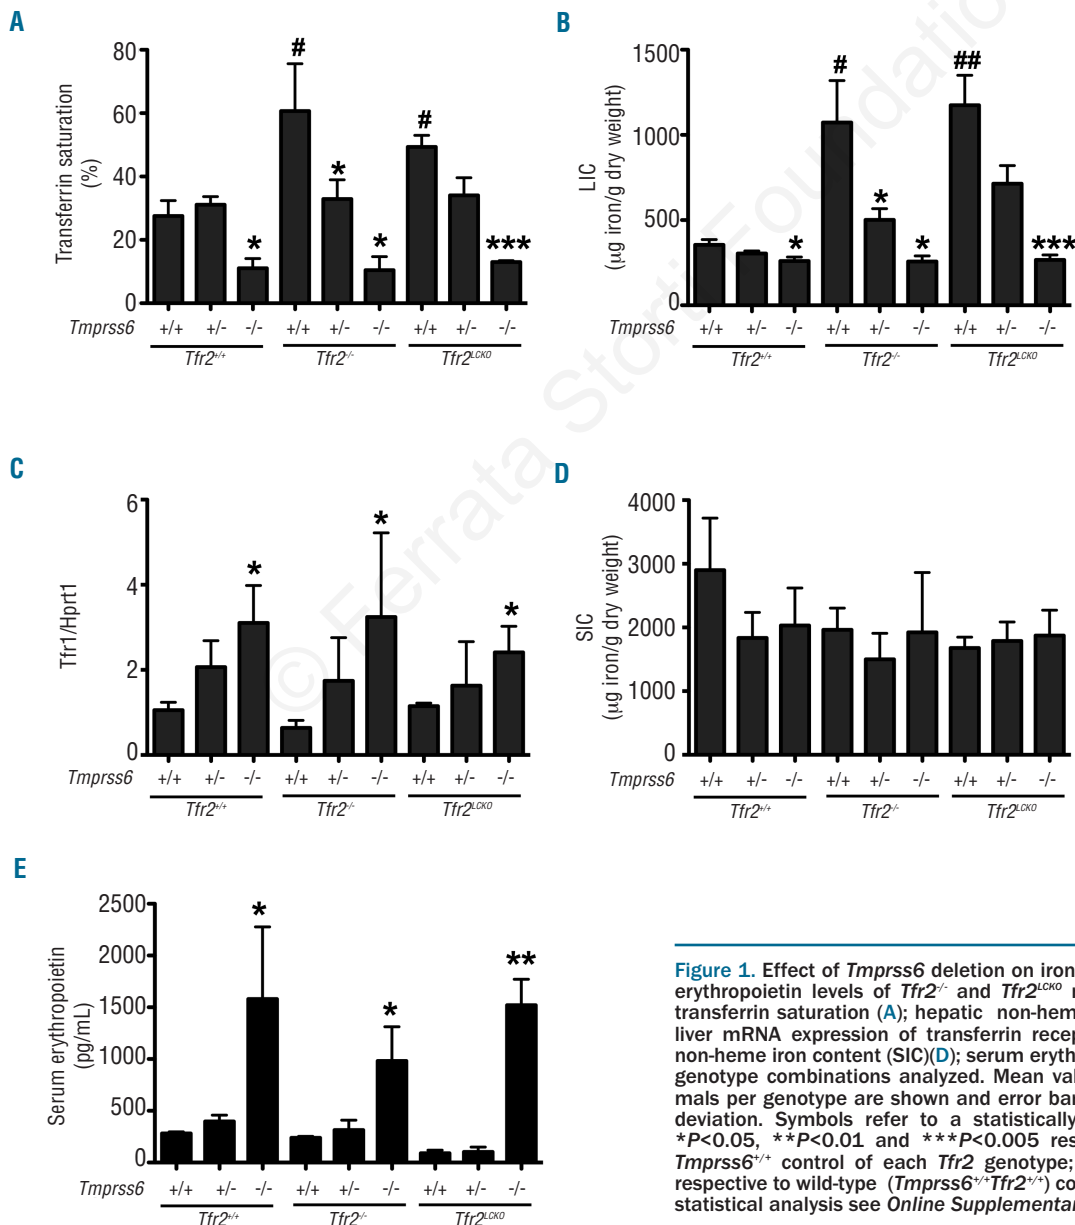 A
Transferrin saturation
(%)
80
60
40
20
0
#
*
#
*
*
***
Tmprss6 +/+ +/- -/- +/+ +/- -/- +/+ +/- -/-
Tfr2+/+ Tfr2-/- Tfr2LCKO
B
LIC
(µg iron/g dry weight)
1500
1000
500
0
*
#
*
*
##
***
Tmprss6 +/+ +/- -/- +/+ +/- -/- +/+ +/- -/-
Tfr2+/+ Tfr2-/- Tfr2LCKO
C
Tfr1/Hprt1
6
4
2
0
*
*
*
Tmprss6 +/+ +/- -/- +/+ +/- -/- +/+ +/- -/-
Tfr2+/+ Tfr2-/- Tfr2LCKO
D
SIC
(µg iron/g dry weight)
4000
3000
2000
1000
0
Tmprss6 +/+ +/- -/- +/+ +/- -/- +/+ +/- -/-
Tfr2+/+ Tfr2-/- Tfr2LCKO
E
Serum erythropoietin
(pg/mL)
2500
2000
1500
1000
500
0
*
*
**
Tmprss6 +/+ +/- -/- +/+ +/- -/- +/+ +/- -/-
Tfr2+/+ Tfr2-/- Tfr2LCKO
Figure 1. Effect of Tmprss6 deletion on iron
erythropoietin levels of Tfr2-/- and Tfr2LCKO
transferrin saturation (A); hepatic non-hem
liver mRNA expression of transferrin recep
non-heme iron content (SIC)(D); serum eryth
genotype combinations analyzed. Mean val
mals per genotype are shown and error bar
deviation. Symbols refer to a statistically
*P<0.05, **P<0.01 and ***P<0.005 res
Tmprss6+/+ control of each Tfr2 genotype;
respective to wild-type (Tmprss6+/+Tfr2+/+) co
statistical analysis see Online Supplementar
© Ferrata Storti Foundation